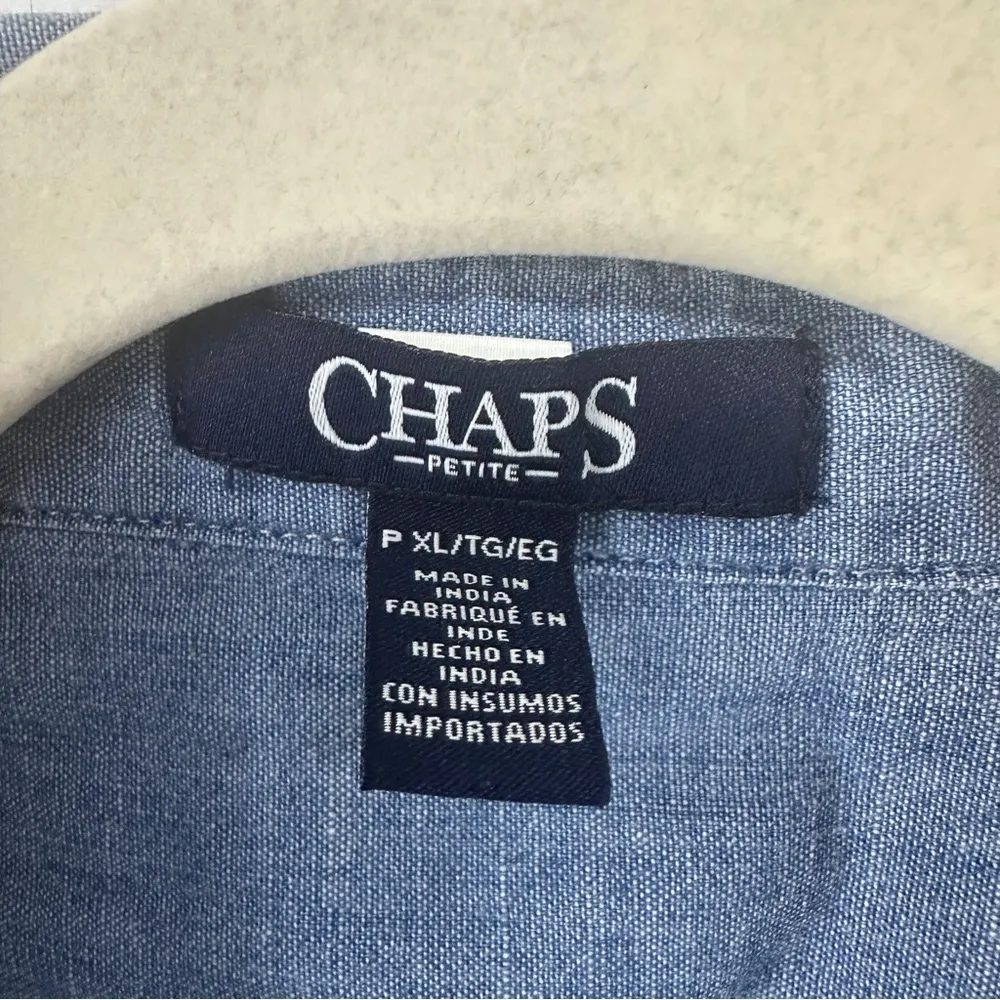 CHAPS
PETITE
P XL/TG/EG
MADE IN
INDIA
FABRIQUÉ EN
INDE
HECHO EN
INDIA
CON INSUMOS
IMPORTADOS